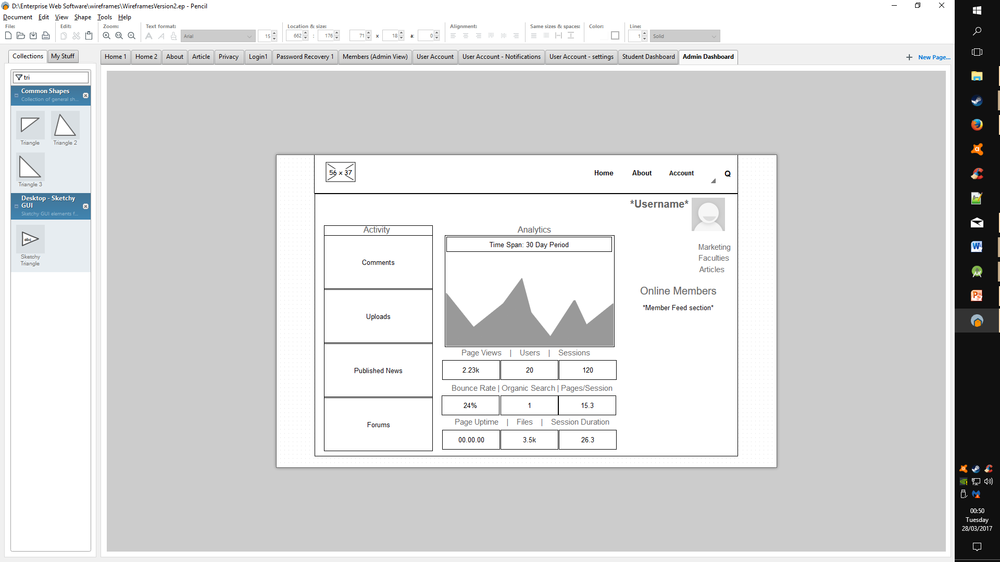 D:\Enterprise Web Software\wireframes\WireframesVersion2.ep - Pencil
Document Edit View Shape Tools Help
File: Edit: Zoom: Text format: Location & size: Alignment: Same sizes & spaces: Color: Line:
1:1 A A Arial 15 662 : 176 71 x 18 a: 0 1 Solid
Collections My Stuff
Home 1 Home 2 About Article Privacy Login1 Password Recovery 1 Members (Admin View) User Account User Account - Notifications User Account - settings Student Dashboard Admin Dashboard + New Page...
tri
Common Shapes
Collection of general sh...
Triangle Triangle 2
Triangle 3
Desktop - Sketchy GUI
Sketchy GUI elements f...
abc
Sketchy
Triangle
56 x 37
Home About Account Q
*Username*
Activity
Comments
Uploads
Published News
Forums
Analytics
Time Span: 30 Day Period
Page Views | Users | Sessions
2.23k 20 120
Bounce Rate | Organic Search | Pages/Session
24% 1 15.3
Page Uptime | Files | Session Duration
00.00.00 3.5k 26.3
Marketing
Faculties
Articles
Online Members
*Member Feed section*
00:50
Tuesday
28/03/2017